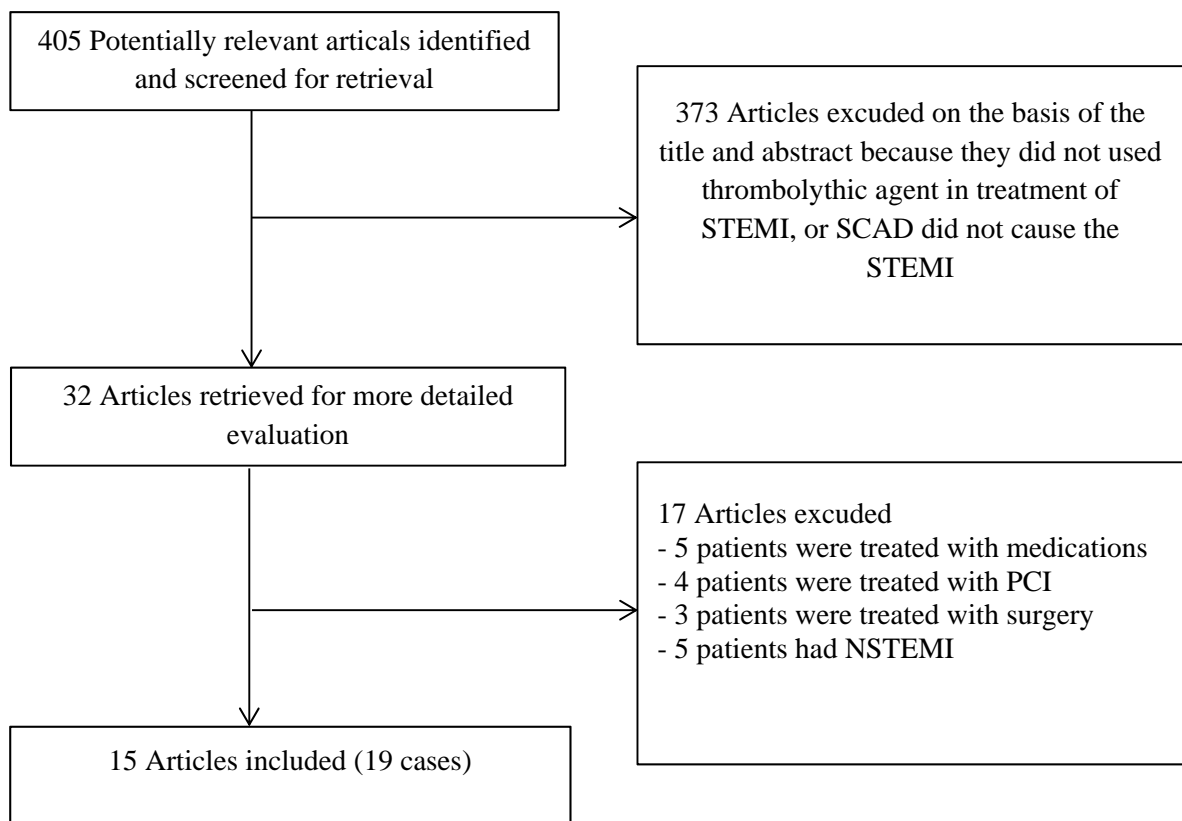 405 Potentially relevant articals identified
and screened for retrieval
373 Articles excuded on the basis of the
title and abstract because they did not used
thrombolythic agent in treatment of
STEMI, or SCAD did not cause the
STEMI
32 Articles retrieved for more detailed
evaluation
17 Articles excuded
- 5 patients were treated with medications
- 4 patients were treated with PCI
- 3 patients were treated with surgery
- 5 patients had NSTEMI
15 Articles included (19 cases)